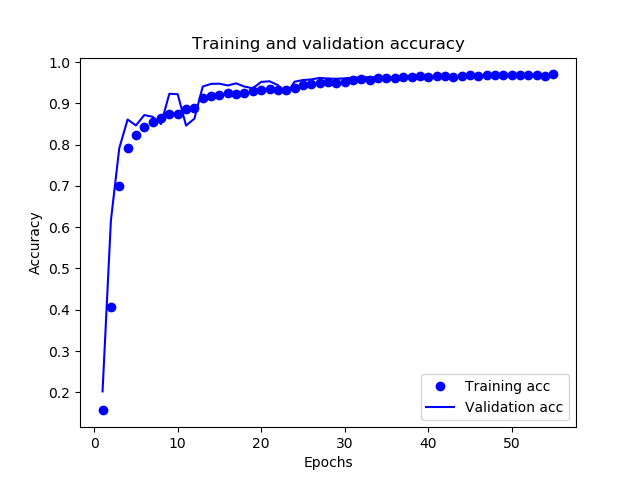 Training and validation accuracy
1.0
0.9
0.8
0.7
0.6
0.5
0.4
0.3
0.2
Accuracy
0 10 20 30 40 50
Epochs
Training acc
Validation acc